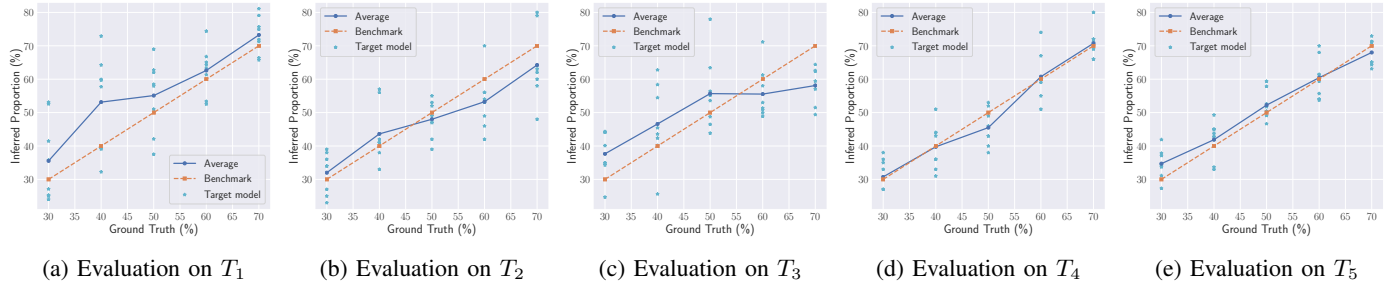 80
70
60
50
40
30
Inferred Proportion (%)
Average
Benchmark
Target model
30 35 40 45 50 55 60 65 70
Ground Truth (%)
(a) Evaluation on T₁
80
70
60
50
40
30
Inferred Proportion (%)
Average
Benchmark
Target model
30 35 40 45 50 55 60 65 70
Ground Truth (%)
(b) Evaluation on T₂
80
70
60
50
40
30
Inferred Proportion (%)
Average
Benchmark
Target model
30 35 40 45 50 55 60 65 70
Ground Truth (%)
(c) Evaluation on T₃
80
70
60
50
40
30
Inferred Proportion (%)
Average
Benchmark
Target model
30 35 40 45 50 55 60 65 70
Ground Truth (%)
(d) Evaluation on T₄
80
70
60
50
40
30
Inferred Proportion (%)
Average
Benchmark
Target model
30 35 40 45 50 55 60 65 70
Ground Truth (%)
(e) Evaluation on T₅